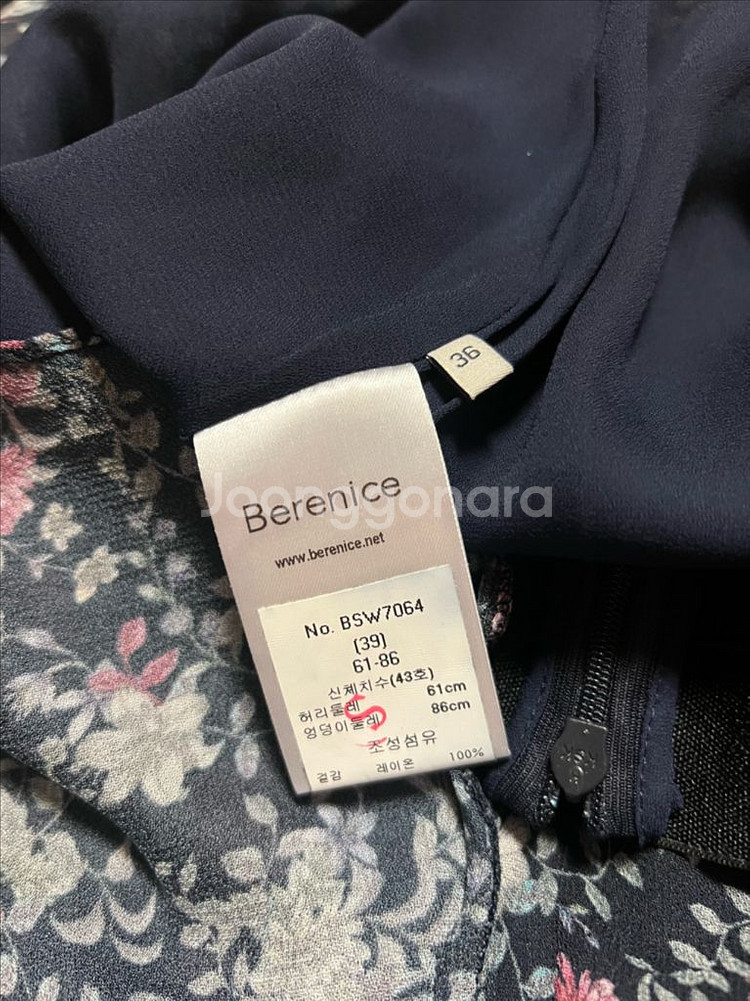 36
Berenice
Joonggonara
www.berenice.net
No. BSW7064
(39)
61-86
신체치수(43호)
허리둘레 61cm
엉덩이둘레 86cm
S
조성섬유
겉감 레이온 100%
YKK